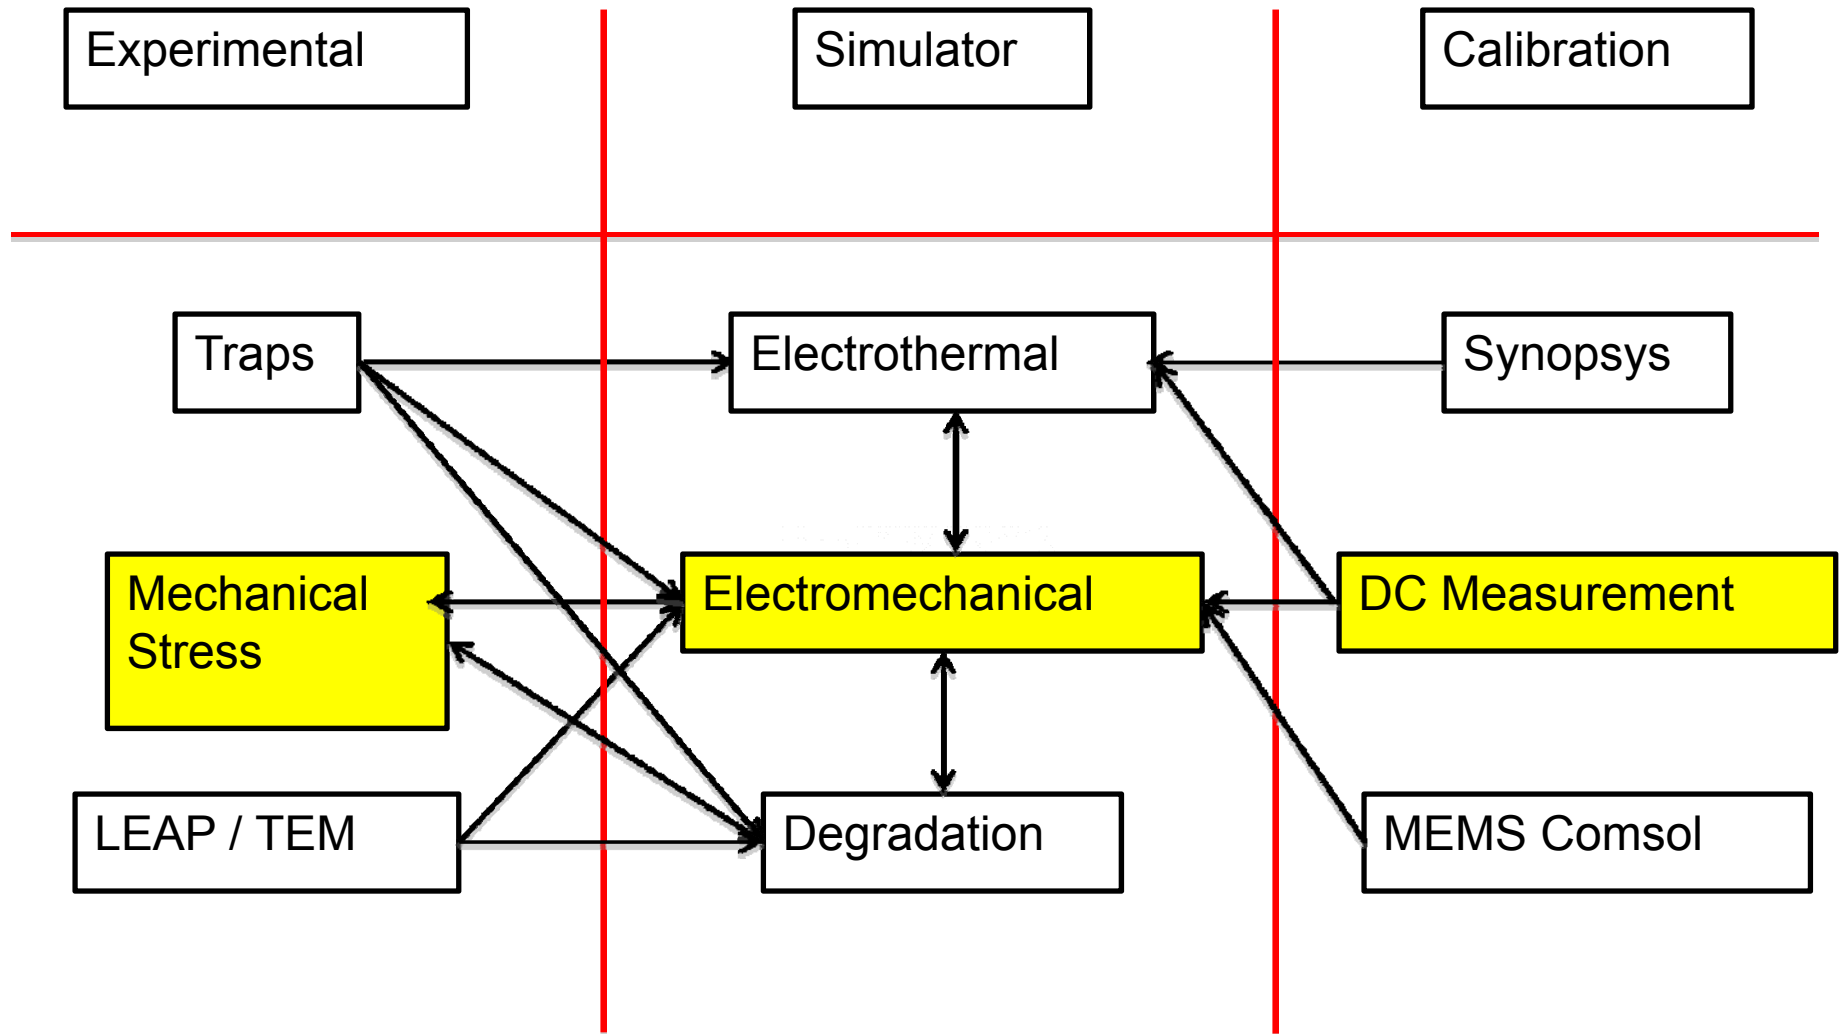 Experimental
Simulator
Calibration
Traps
Electrothermal
Synopsys
Mechanical
Stress
Electromechanical
DC Measurement
LEAP / TEM
Degradation
MEMS Comsol